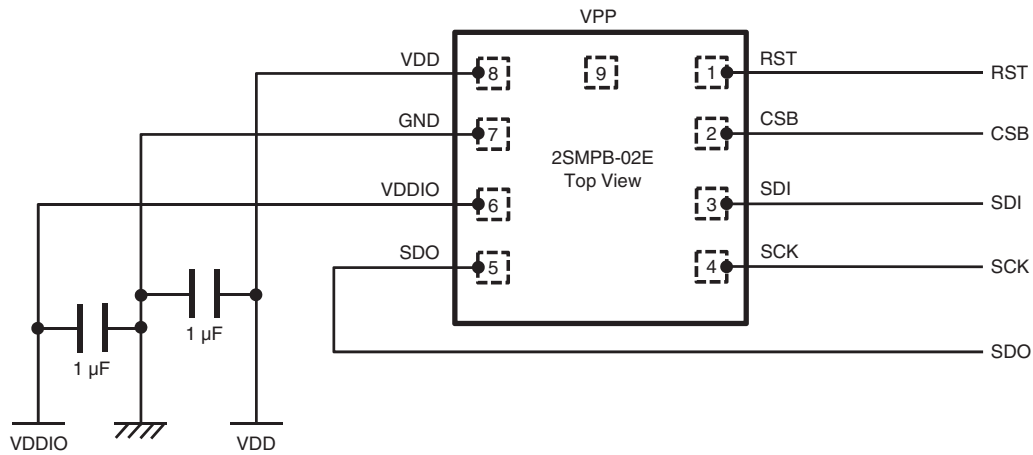 VPP
VDD
8
9
1
RST
RST
GND
7
2
CSB
CSB
2SMPB-02E
Top View
VDDIO
6
3
SDI
SDI
SDO
5
4
SCK
SCK
1 µF
1 µF
SDO
VDDIO
VDD